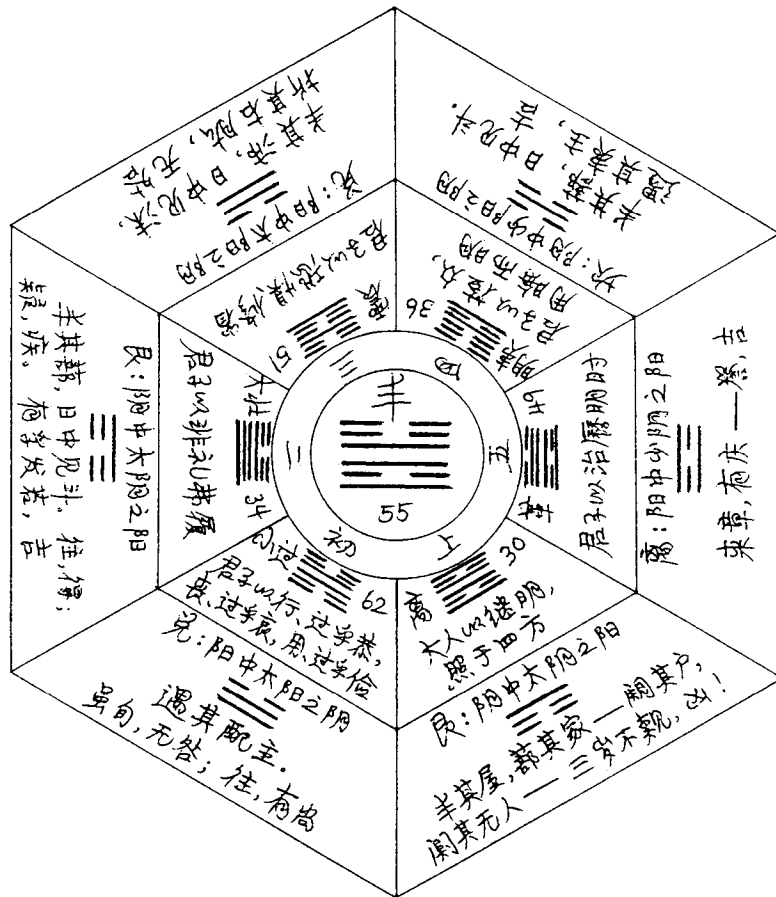 丰
55
初
二
三
四
五
上
小过
62
君子以行、过乎恭,
丧、过乎哀,用、过乎俭
兑:阳中太阳之阴
遇其配主.
虽旬,无咎;往,有尚
大壮
34
君子以非礼弗履
艮:阴中太阴之阳
丰其蔀,日中见斗. 往,得;
疑,疾. 有孚发若,吉
震
51
君子以恐惧修省
兑:阳中太阳之阴
丰其沛,日中见沬,
折其右肱,无咎
明夷
36
君子以莅众,
用晦而明
坎:阴中少阳之阴
丰其蔀,日中见斗.
遇其夷主,吉
革
49
君子以治历明时
离:阳中少阴之阳
来章,有庆——誉,吉
离
30
大人以继明,
照于四方
艮:阴中太阴之阳
丰其屋,蔀其家——闚其户,
阒其无人——三岁不觌,凶!